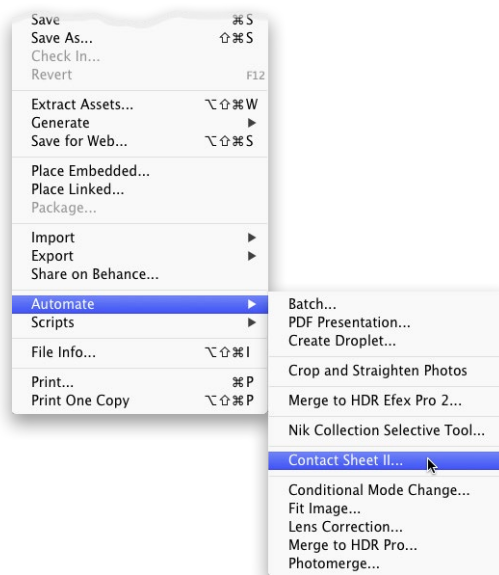 Save ⌘S
Save As... ⇧⌘S
Check In...
Revert F12
Extract Assets... ⌥⇧⌘W
Generate ▶
Save for Web... ⌥⇧⌘S
Place Embedded...
Place Linked...
Package...
Import ▶
Export ▶
Share on Behance...
Automate ▶
Scripts ▶
File Info... ⌥⇧⌘I
Print... ⌘P
Print One Copy ⌥⇧⌘P
Batch...
PDF Presentation...
Create Droplet...
Crop and Straighten Photos
Merge to HDR Efex Pro 2...
Nik Collection Selective Tool...
Contact Sheet II...
Conditional Mode Change...
Fit Image...
Lens Correction...
Merge to HDR Pro...
Photomerge...